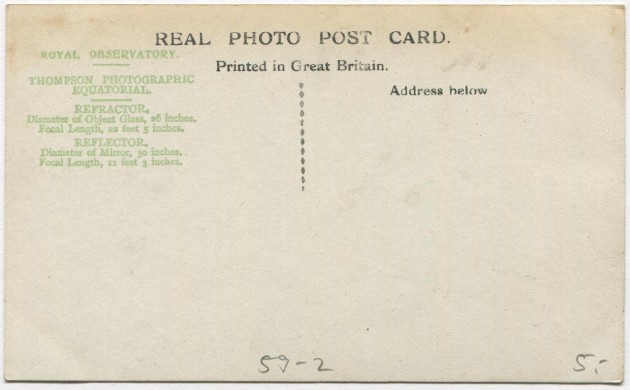 REAL PHOTO POST CARD.
Printed in Great Britain.
Address below
ROYAL OBSERVATORY.
THOMPSON PHOTOGRAPHIC
EQUATORIAL.
REFRACTOR,
Diameter of Object Glass, 26 inches.
Focal Length, 22 feet 5 inches.
REFLECTOR,
Diameter of Mirror, 30 inches.
Focal Length, 11 feet 3 inches.
59-2
5.-